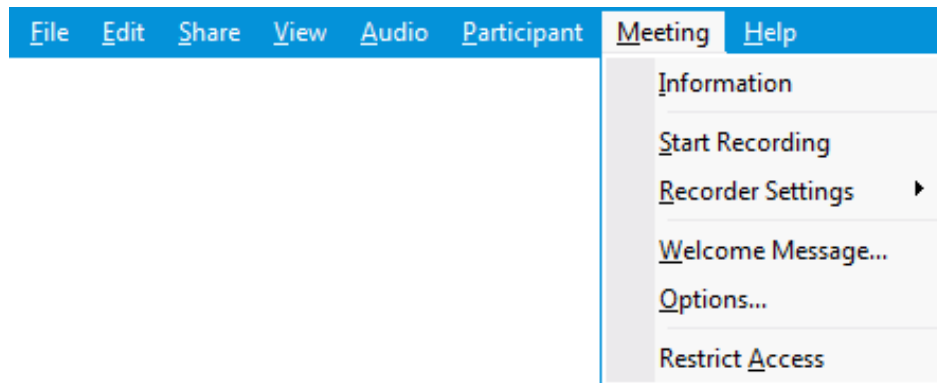 File Edit Share View Audio Participant Meeting Help
Information
Start Recording
Recorder Settings
Welcome Message...
Options...
Restrict Access